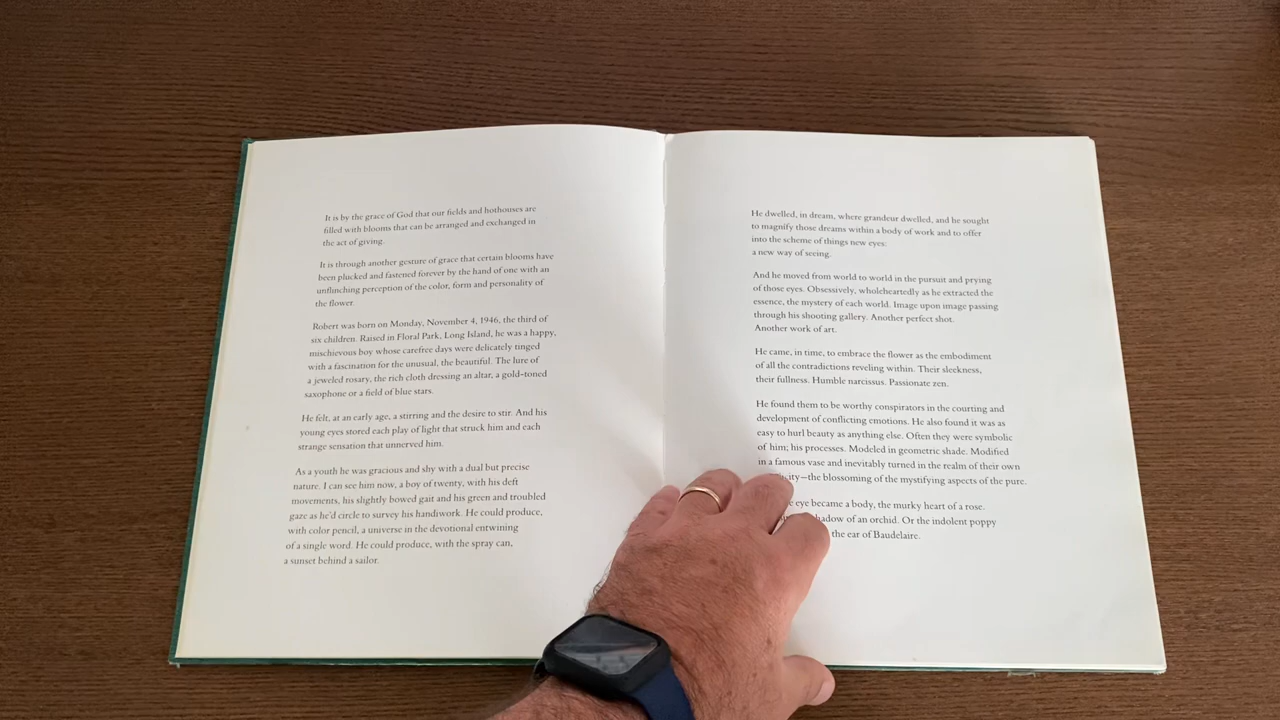 It is by the grace of God that our fields and hothouses are
filled with blooms that can be arranged and exchanged in
the act of giving.
It is through another gesture of grace that certain blooms have
been plucked and fastened forever by the hand of one with an
unflinching perception of the color, form and personality of
the flower.
Robert was born on Monday, November 4, 1946, the third of
six children. Raised in Floral Park, Long Island, he was a happy,
mischievous boy whose carefree days were delicately tinged
with a fascination for the unusual, the beautiful. The lure of
a jeweled rosary, the rich cloth dressing an altar, a gold-toned
saxophone or a field of blue stars.
He felt, at an early age, a stirring and the desire to stir. And his
young eyes stored each play of light that struck him and each
strange sensation that unnerved him.
As a youth he was gracious and shy with a dual but precise
nature. I can see him now, a boy of twenty, with his deft
movements, his slightly bowed gait and his green and troubled
gaze as he'd circle to survey his handiwork. He could produce,
with color pencil, a universe in the devotional entwining
of a single word. He could produce, with the spray can,
a sunset behind a sailor.
He dwelled, in dream, where grandeur dwelled, and he sought
to magnify those dreams within a body of work and to offer
into the scheme of things new eyes:
a new way of seeing.
And he moved from world to world in the pursuit and prying
of those eyes. Obsessively, wholeheartedly as he extracted the
essence, the mystery of each world. Image upon image passing
through his shooting gallery. Another perfect shot.
Another work of art.
He came, in time, to embrace the flower as the embodiment
of all the contradictions reveling within. Their sleekness,
their fullness. Humble narcissus. Passionate zen.
He found them to be worthy conspirators in the courting and
development of conflicting emotions. He also found it was as
easy to hurl beauty as anything else. Often they were symbolic
of him; his processes. Modeled in geometric shade. Modified
in a famous vase and inevitably turned in the realm of their own
—the blossoming of the mystifying aspects of the pure.
eye became a body, the murky heart of a rose.
of an orchid. Or the indolent poppy
the ear of Baudelaire.